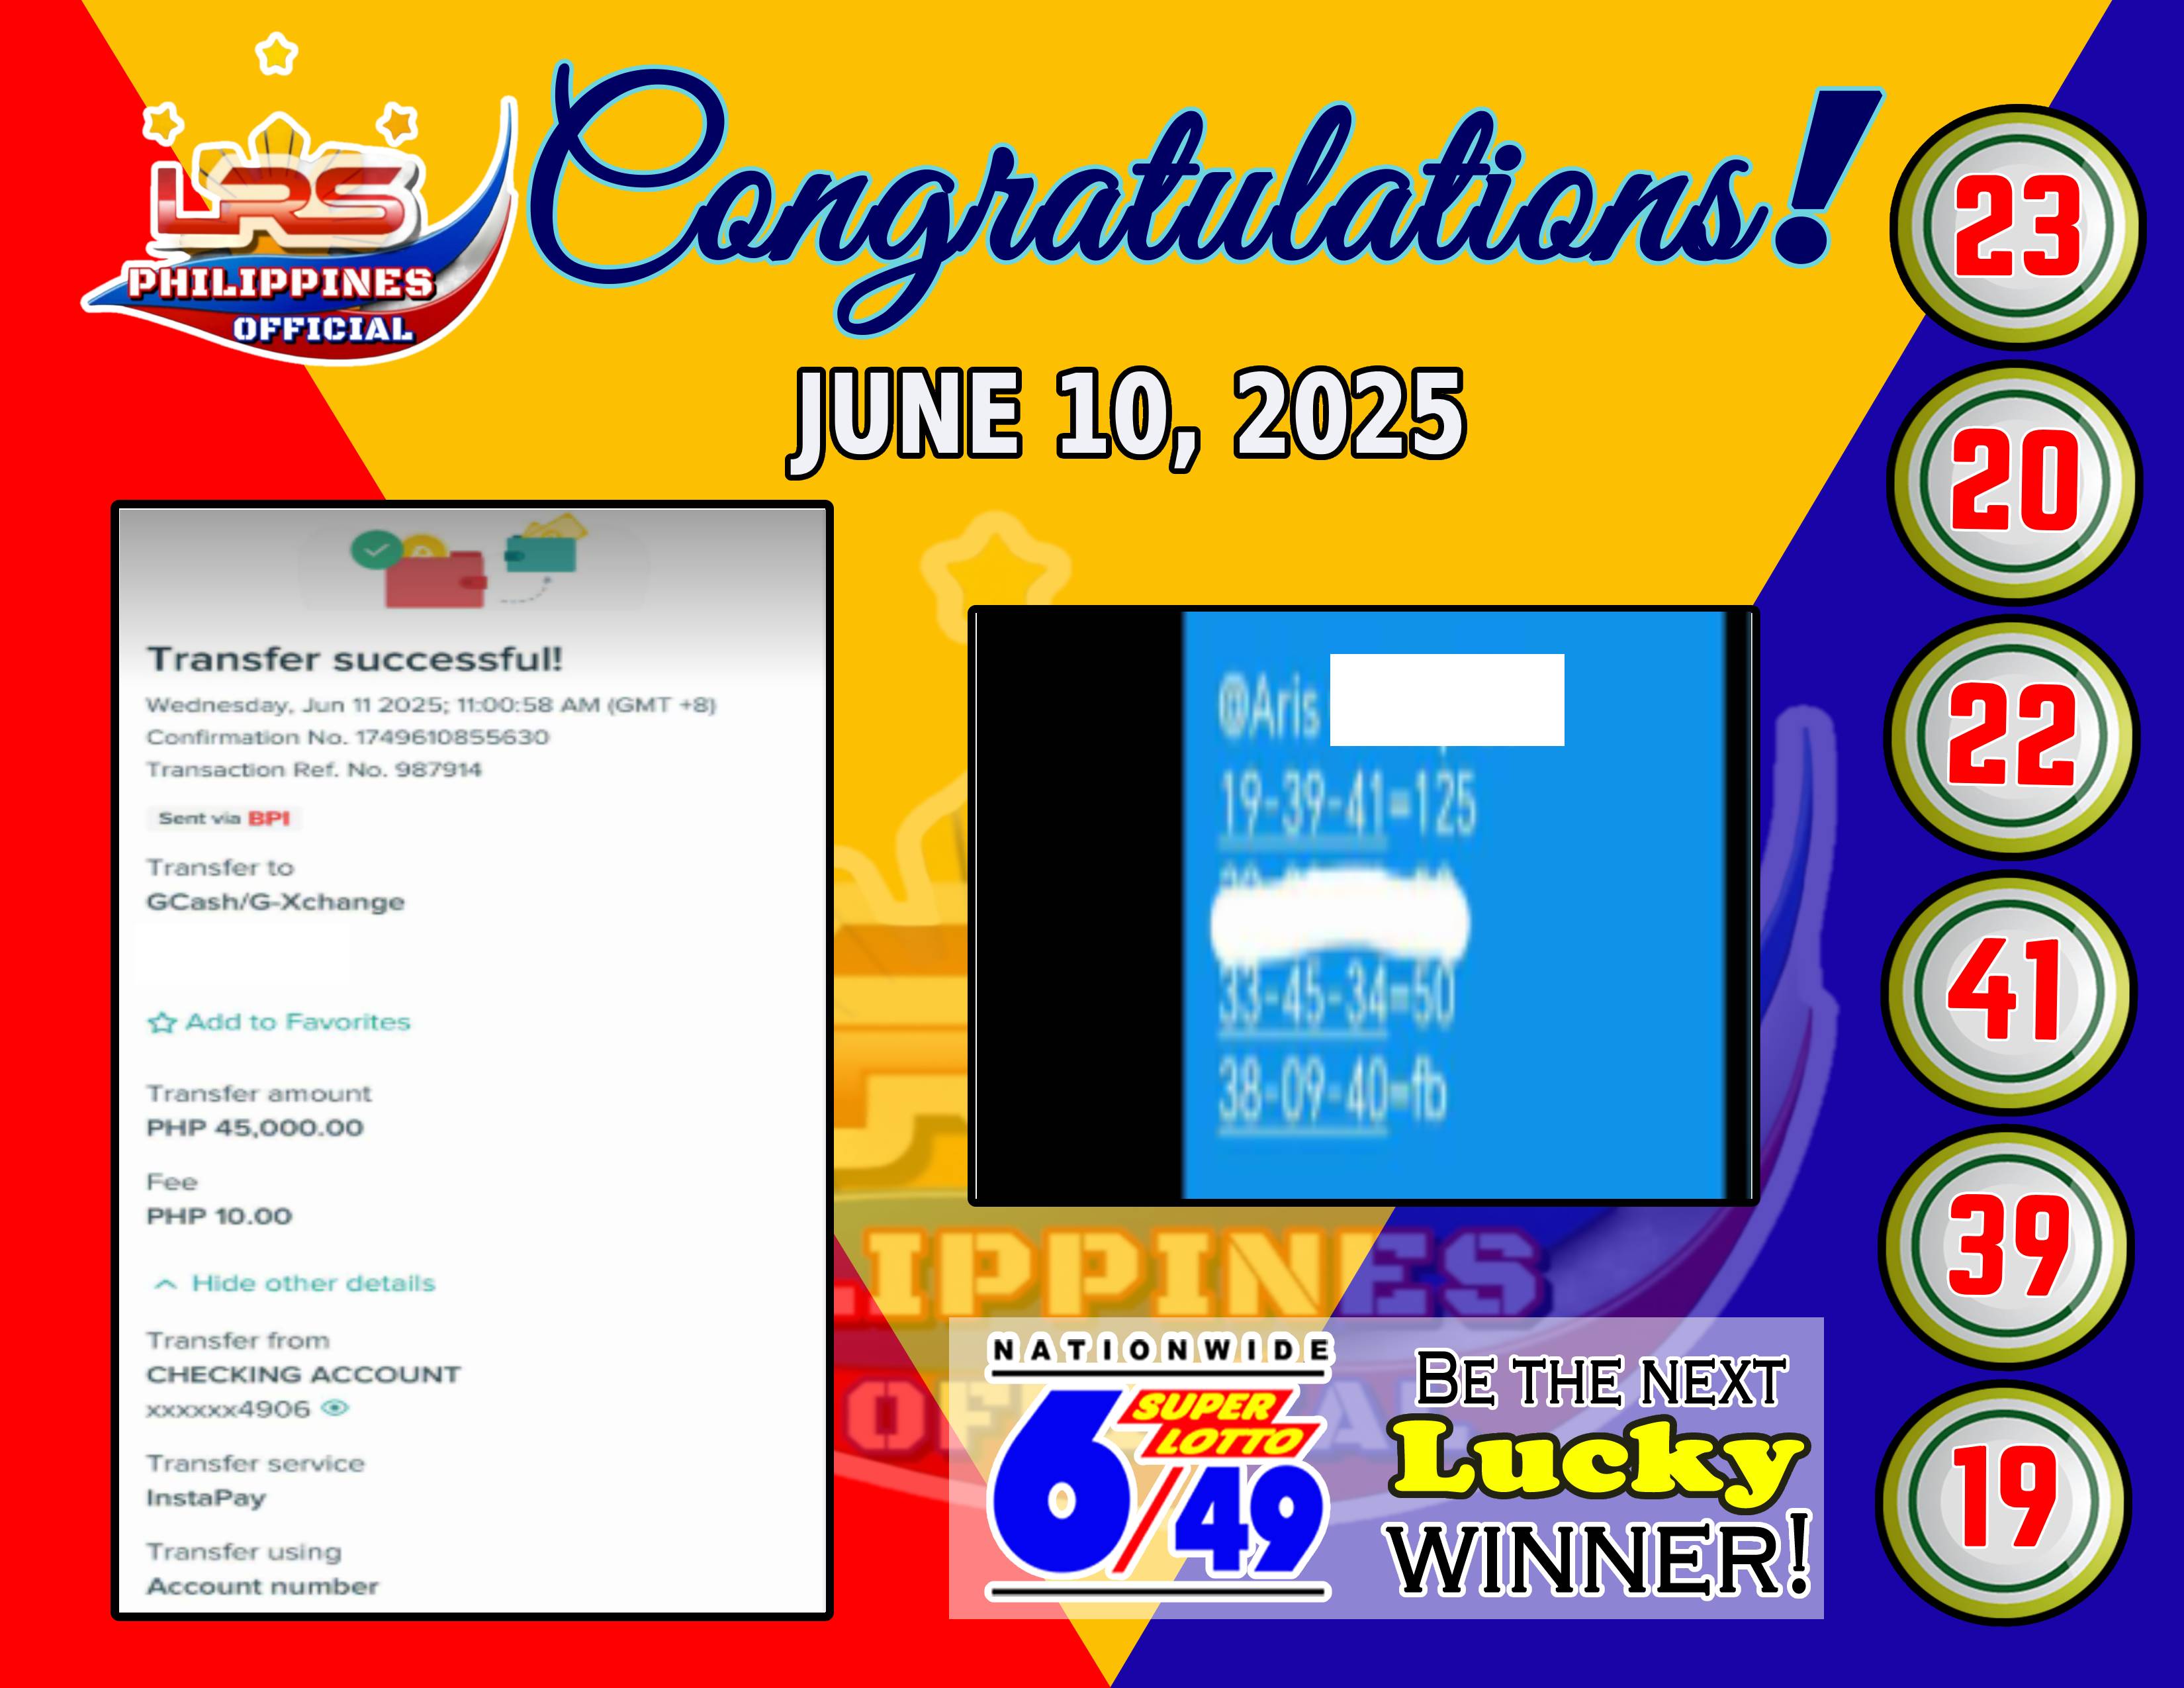 LRS
PHILIPPINES
OFFICIAL
Congratulations!
JUNE 10, 2025
Transfer successful!
Wednesday, Jun 11 2025; 11:00:58 AM (GMT +8)
Confirmation No. 1749610855630
Transaction Ref. No. 987914
Sent via BPI
Transfer to
GCash/G-Xchange
Add to Favorites
Transfer amount
PHP 45,000.00
Fee
PHP 10.00
Hide other details
Transfer from
CHECKING ACCOUNT
xxxxxx4906
Transfer service
InstaPay
Transfer using
Account number
@Aris
19-39-41=125
33-45-34=50
38-09-40=fb
NATIONWIDE
SUPER
LOTTO
6/49
BE THE NEXT
Lucky
WINNER!
23
20
22
41
39
19